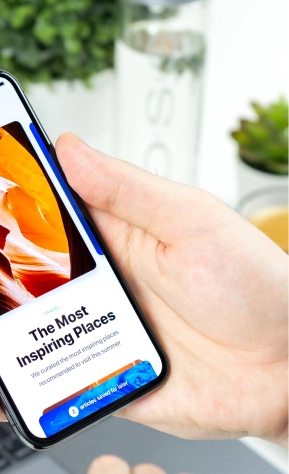 TRAVEL
The Most
Inspiring Places
We curated the most inspiring places
recommended to visit this summer
articles saved for later